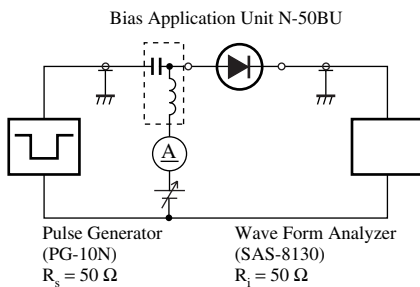 Bias Application Unit N-50BU
A
Pulse Generator
(PG-10N)
Rs = 50 Ω
Wave Form Analyzer
(SAS-8130)
Ri = 50 Ω